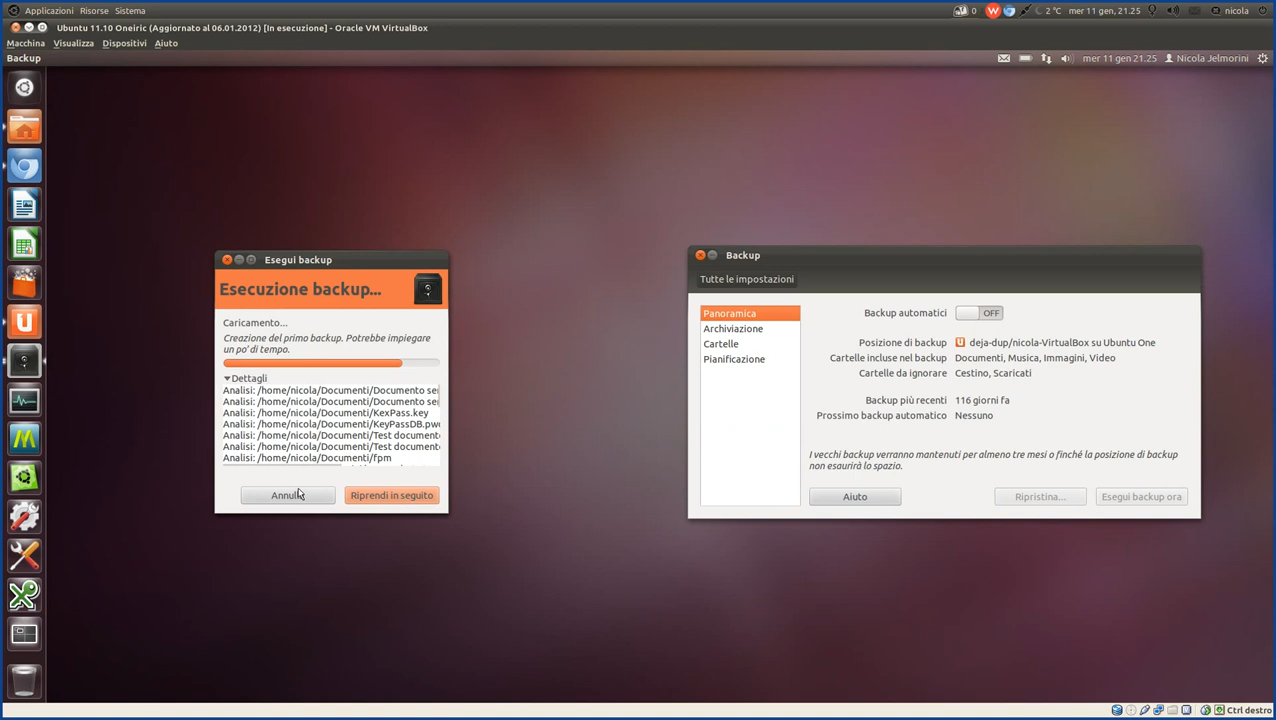 Applicazioni Risorse Sistema
0 W 2 °C mer 11 gen, 21.25 nicola
Ubuntu 11.10 Oneiric (Aggiornato al 06.01.2012) [In esecuzione] - Oracle VM VirtualBox
Macchina Visualizza Dispositivi Aiuto
Backup
mer 11 gen 21.25 Nicola Jelmorini
Esegui backup
Esecuzione backup...
Caricamento...
Creazione del primo backup. Potrebbe impiegare
un po' di tempo.
Dettagli
Analisi: /home/nicola/Documenti/Documento se
Analisi: /home/nicola/Documenti/Documento se
Analisi: /home/nicola/Documenti/KexPass.key
Analisi: /home/nicola/Documenti/KeyPassDB.pw
Analisi: /home/nicola/Documenti/Test document
Analisi: /home/nicola/Documenti/Test document
Analisi: /home/nicola/Documenti/fpm
Riprendi in seguito
Backup
Tutte le impostazioni
Panoramica
Archiviazione
Cartelle
Pianificazione
Backup automatici OFF
Posizione di backup deja-dup/nicola-VirtualBox su Ubuntu One
Cartelle incluse nel backup Documenti, Musica, Immagini, Video
Cartelle da ignorare Cestino, Scaricati
Backup più recenti 116 giorni fa
Prossimo backup automatico Nessuno
I vecchi backup verranno mantenuti per almeno tre mesi o finché la posizione di backup
non esaurirà lo spazio.
Aiuto Ripristina... Esegui backup ora
Ctrl destro